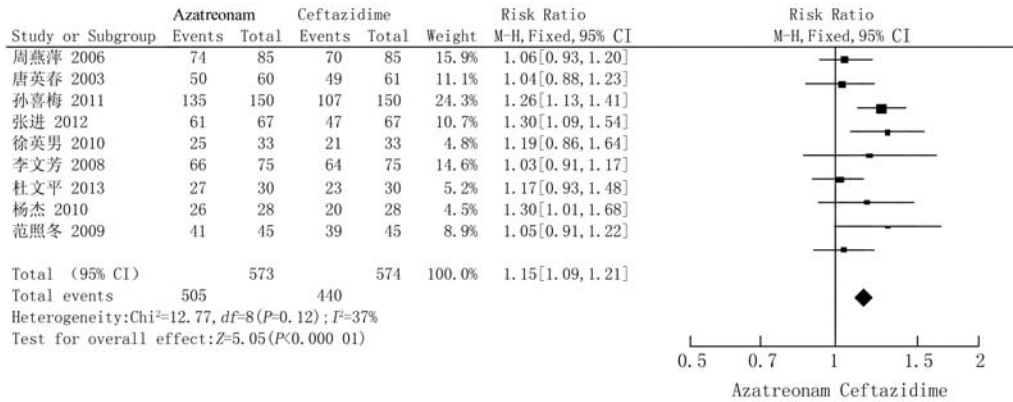 Azatreonam Ceftazidime Risk Ratio Risk Ratio
Study or Subgroup Events Total Events Total Weight M-H, Fixed, 95% CI M-H, Fixed, 95% CI
周燕萍 2006 74 85 70 85 15.9% 1.06[0.93, 1.20]
唐英春 2003 50 60 49 61 11.1% 1.04[0.88, 1.23]
孙喜梅 2011 135 150 107 150 24.3% 1.26[1.13, 1.41]
张进 2012 61 67 47 67 10.7% 1.30[1.09, 1.54]
徐英男 2010 25 33 21 33 4.8% 1.19[0.86, 1.64]
李文芳 2008 66 75 64 75 14.6% 1.03[0.91, 1.17]
杜文平 2013 27 30 23 30 5.2% 1.17[0.93, 1.48]
杨杰 2010 26 28 20 28 4.5% 1.30[1.01, 1.68]
范照冬 2009 41 45 39 45 8.9% 1.05[0.91, 1.22]
Total (95% CI) 573 574 100.0% 1.15[1.09, 1.21]
Total events 505 440
Heterogeneity:Chi²=12.77, df=8(P=0.12); I²=37%
Test for overall effect:Z=5.05(P<0.000 01)
0.5 0.7 1 1.5 2
Azatreonam Ceftazidime